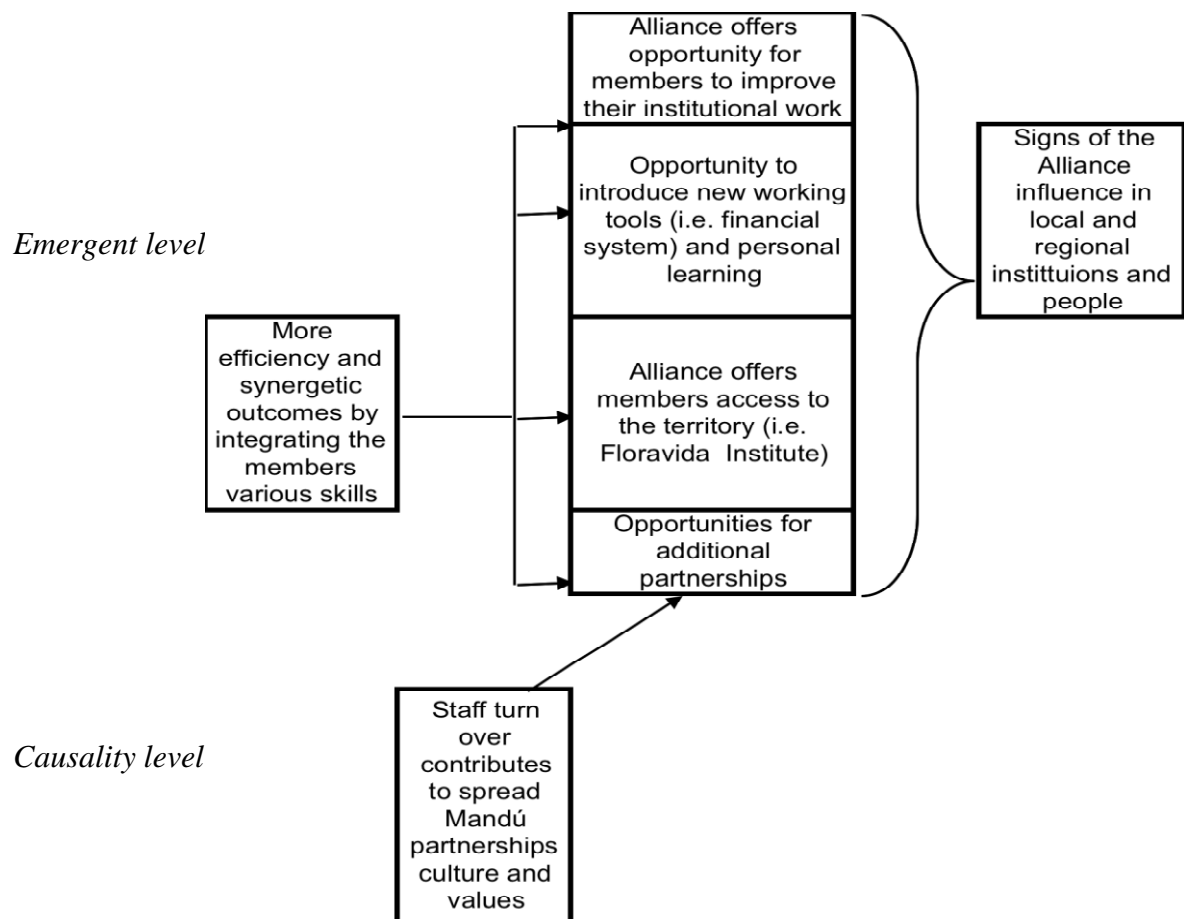 Alliance offers
opportunity for
members to improve
their institutional work
Opportunity to
introduce new working
tools (i.e. financial
system) and personal
learning
Alliance offers
members access to
the territory (i.e.
Floravida Institute)
Opportunities for
additional
partnerships
Signs of the
Alliance
influence in
local and
regional
instittuions and
people
Emergent level
More
efficiency and
synergetic
outcomes by
integrating the
members
various skills
Causality level
Staff turn
over
contributes
to spread
Mandú
partnerships
culture and
values